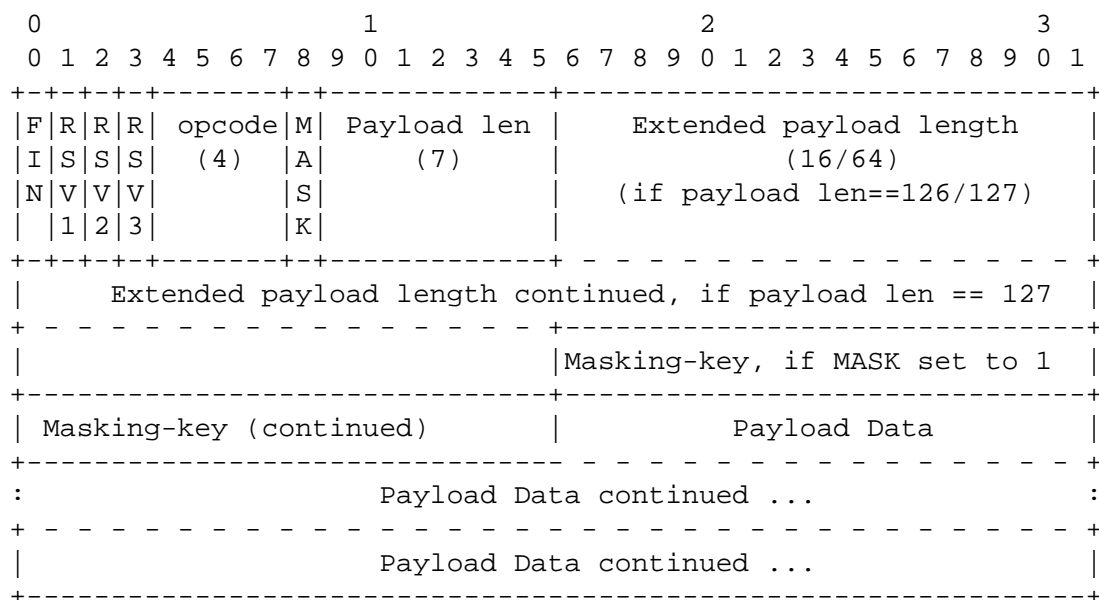 0                   1                   2                   3
 0 1 2 3 4 5 6 7 8 9 0 1 2 3 4 5 6 7 8 9 0 1 2 3 4 5 6 7 8 9 0 1
+-+-+-+-+-------+-+-------------+-------------------------------+
|F|R|R|R| opcode|M| Payload len |    Extended payload length    |
|I|S|S|S|  (4)  |A|     (7)     |             (16/64)           |
|N|V|V|V|       |S|             |   (if payload len==126/127)   |
| |1|2|3|       |K|             |                               |
+-+-+-+-+-------+-+-------------+ - - - - - - - - - - - - - - - +
|     Extended payload length continued, if payload len == 127  |
+ - - - - - - - - - - - - - - - +-------------------------------+
|                               |Masking-key, if MASK set to 1  |
+-------------------------------+-------------------------------+
| Masking-key (continued)       |          Payload Data         |
+-------------------------------- - - - - - - - - - - - - - - - +
:                     Payload Data continued ...                :
+ - - - - - - - - - - - - - - - - - - - - - - - - - - - - - - - +
|                     Payload Data continued ...                |
+---------------------------------------------------------------+